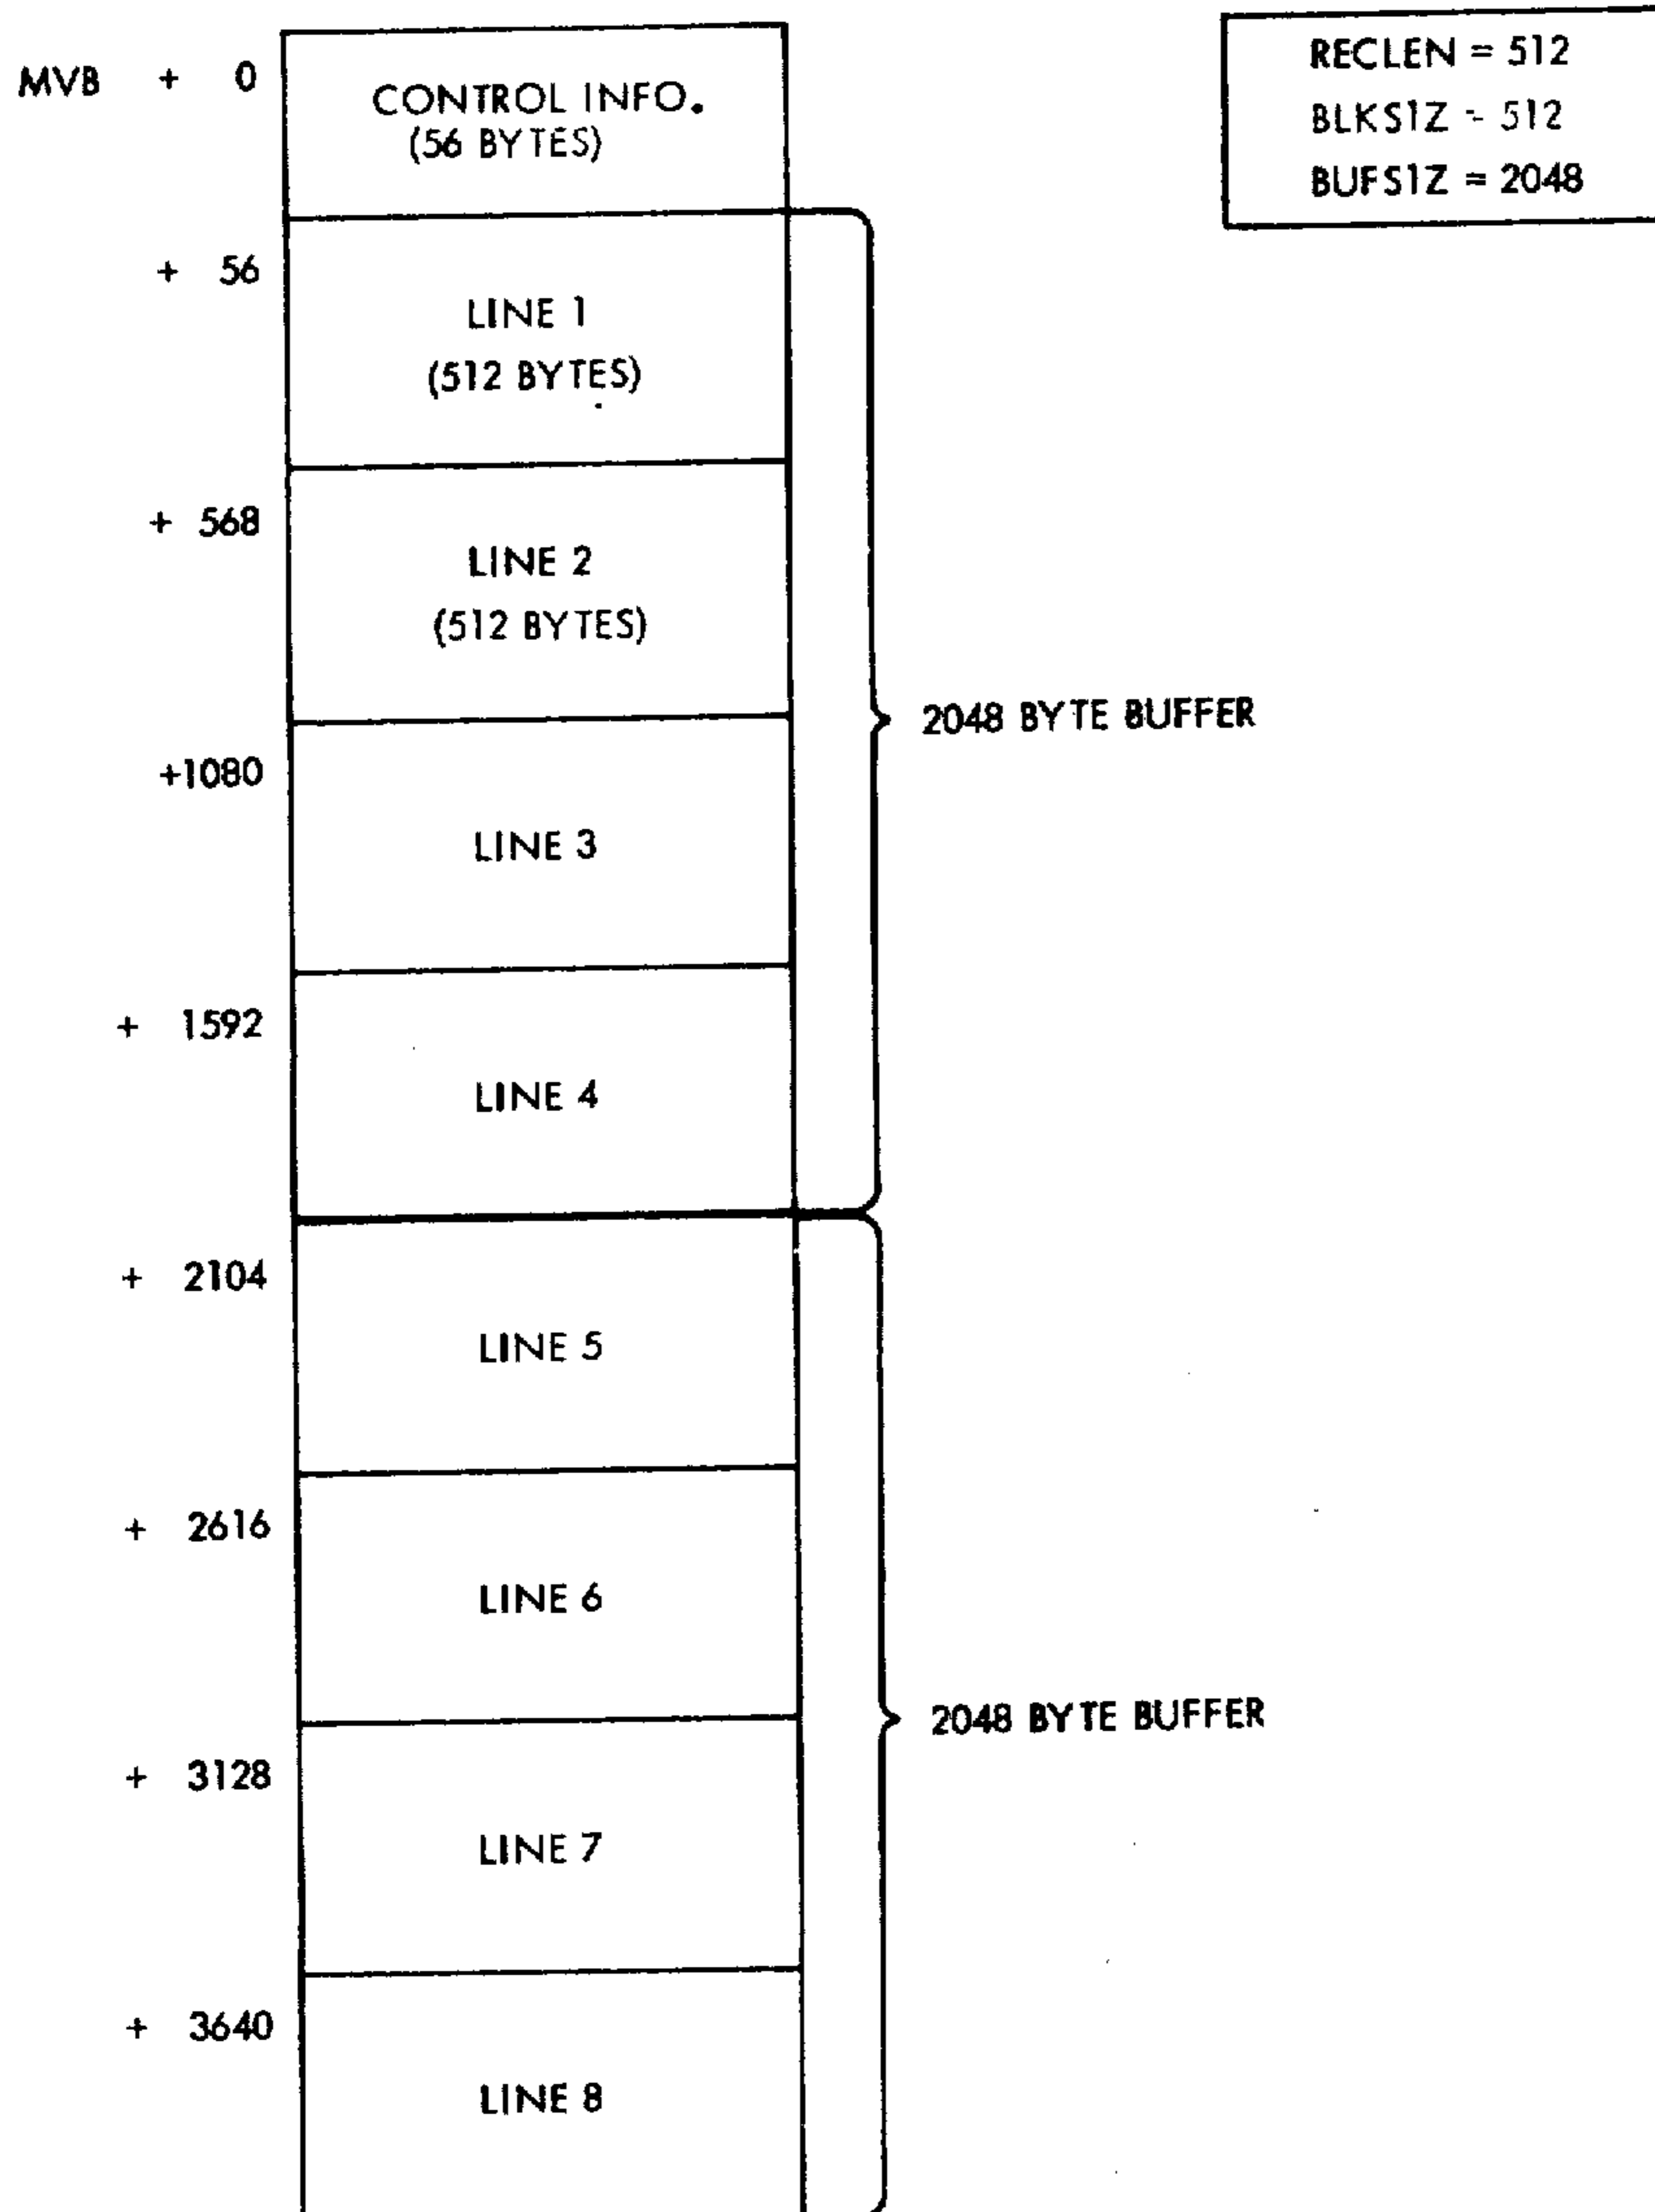 MVB + 0
CONTROL INFO.
(56 BYTES)
RECLEN = 512
BLKS1Z - 512
BUFS1Z = 2048
+ 56
LINE 1
(512 BYTES)
+ 568
LINE 2
(512 BYTES)
2048 BYTE BUFFER
+1080
LINE 3
+ 1592
LINE 4
+ 2104
LINE 5
+ 2616
LINE 6
2048 BYTE BUFFER
+ 3128
LINE 7
+ 3640
LINE 8